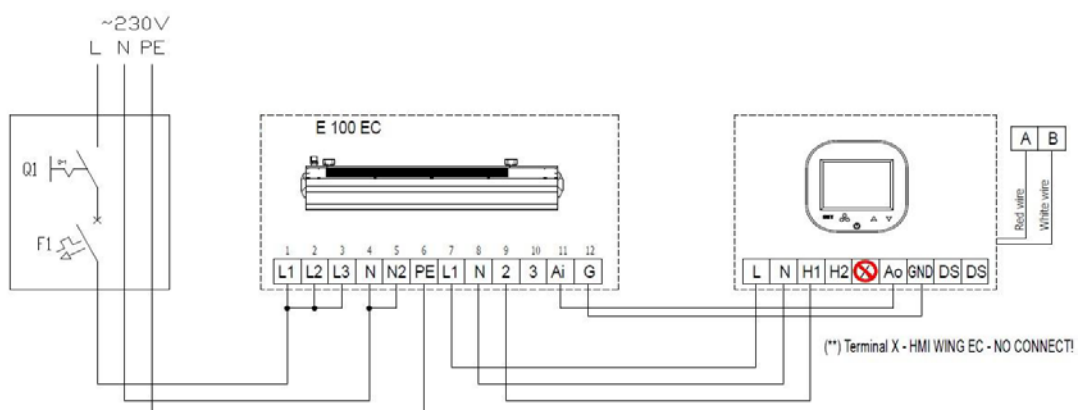 ~230V
L N PE
Q1
F1
E 100 EC
1 2 3 4 5 6 7 8 9 10 11 12
L1 L2 L3 N N2 PE L1 N 2 3 Ai G
L N H1 H2 X Ao GND DS DS
A B
Red wire
White wire
(**) Terminal X - HMI WING EC - NO CONNECT!